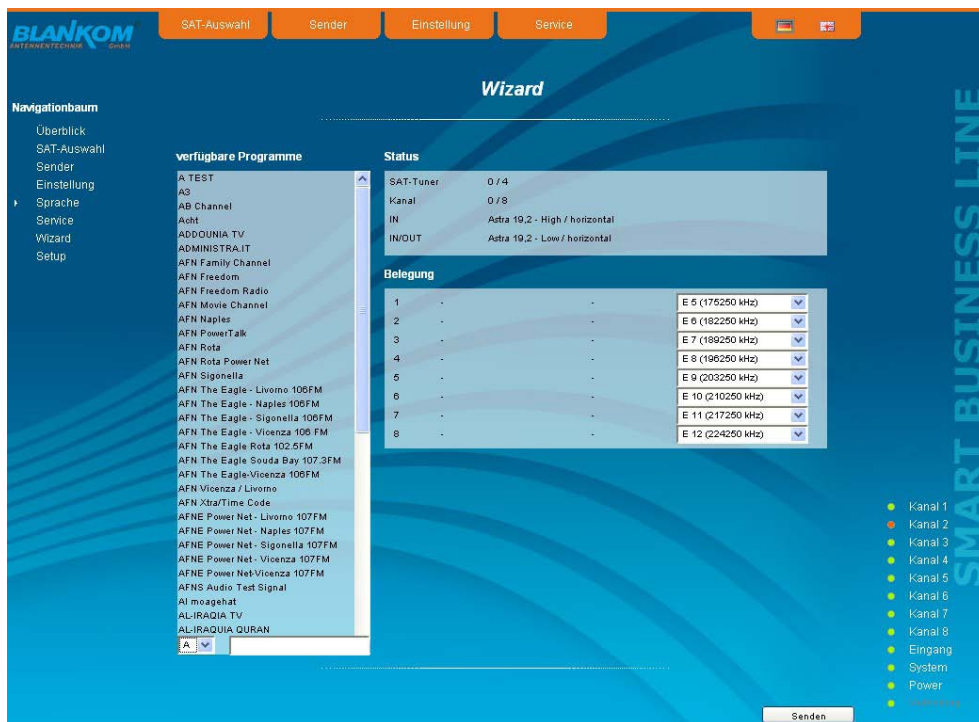 BLANKOM
ANTENNENTECHNIK GmbH
SAT-Auswahl
Sender
Einstellung
Service
Wizard
Navigationbaum
Überblick
SAT-Auswahl
Sender
Einstellung
Sprache
Service
Wizard
Setup
verfügbare Programme
A TEST
A3
AB Channel
Acht
ADDOUNIA TV
ADMINISTRA.IT
AFN Family Channel
AFN Freedom
AFN Freedom Radio
AFN Movie Channel
AFN Naples
AFN PowerTalk
AFN Rota
AFN Rota Power Net
AFN Sigonella
AFN The Eagle - Livorno 106FM
AFN The Eagle - Naples 106FM
AFN The Eagle - Sigonella 106FM
AFN The Eagle - Vicenza 106 FM
AFN The Eagle Rota 102.5FM
AFN The Eagle Souda Bay 107.3FM
AFN The Eagle-Vicenza 106FM
AFN Vicenza / Livorno
AFN Xtra/Time Code
AFNE Power Net - Livorno 107FM
AFNE Power Net - Naples 107FM
AFNE Power Net - Sigonella 107FM
AFNE Power Net - Vicenza 107FM
AFNE Power Net-Vicenza 107FM
AFNS Audio Test Signal
Al moagehat
AL-IRAQIA TV
AL-IRAQUIA QURAN
A
Status
SAT-Tuner 0 / 4
Kanal 0 / 8
IN Astra 19,2 - High / horizontal
IN/OUT Astra 19,2 - Low / horizontal
Belegung
1 - - E 5 (175250 kHz)
2 - - E 6 (182250 kHz)
3 - - E 7 (189250 kHz)
4 - - E 8 (196250 kHz)
5 - - E 9 (203250 kHz)
6 - - E 10 (210250 kHz)
7 - - E 11 (217250 kHz)
8 - - E 12 (224250 kHz)
SMART BUSINESS LINE
Kanal 1
Kanal 2
Kanal 3
Kanal 4
Kanal 5
Kanal 6
Kanal 7
Kanal 8
Eingang
System
Power
Senden